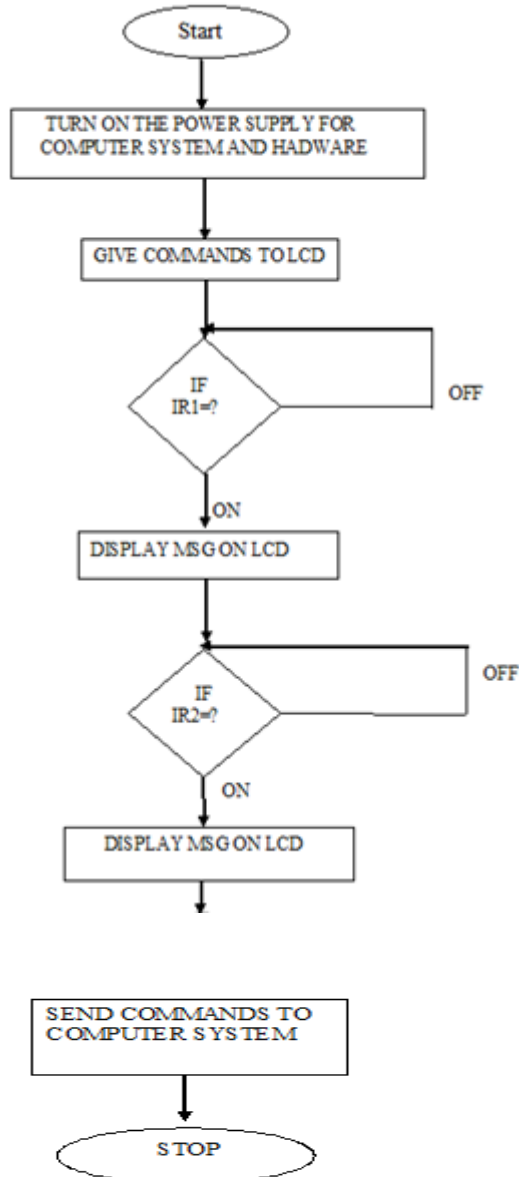 Start
TURN ON THE POWER SUPPLY FOR
COMPUTER SYSTEM AND HADWARE
GIVE COMMANDS TO LCD
IF
IR1=?
OFF
ON
DISPLAY MSG ON LCD
IF
IR2=?
OFF
ON
DISPLAY MSG ON LCD
SEND COMMANDS TO
COMPUTER SYSTEM
STOP